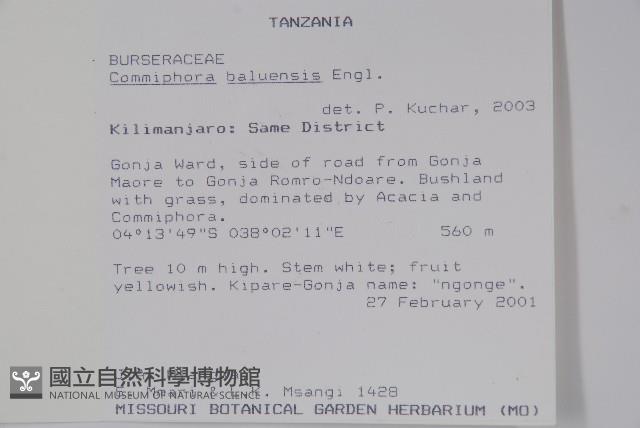 TANZANIA
BURSERACEAE
Commiphora baluensis Engl.
det. P. Kuchar, 2003
Kilimanjaro: Same District
Gonja Ward, side of road from Gonja
Maore to Gonja Romro-Ndoare. Bushland
with grass, dominated by Acacia and
Commiphora.
04°13'49"S 038°02'11"E 560 m
Tree 10 m high. Stem white; fruit
yellowish. Kipare-Gonja name: "ngonge".
27 February 2001
國立自然科學博物館
NATIONAL MUSEUM OF NATURAL SCIENCE
Msangi 1428
MISSOURI BOTANICAL GARDEN HERBARIUM (MO)